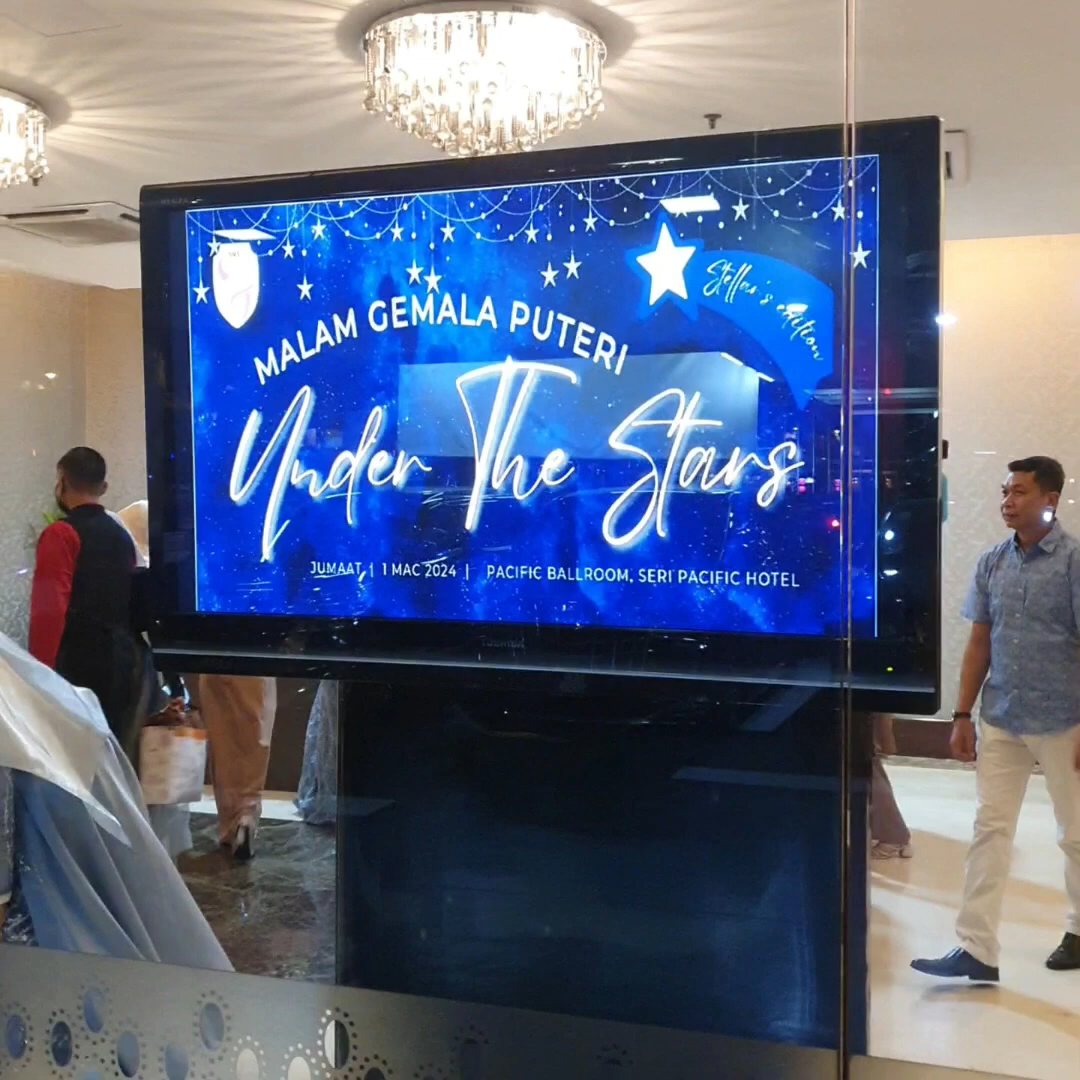 Stellar's edition
MALAM GEMALA PUTERI
Under The Stars
JUMAAT, | 1 MAC 2024 | PACIFIC BALLROOM, SERI PACIFIC HOTEL